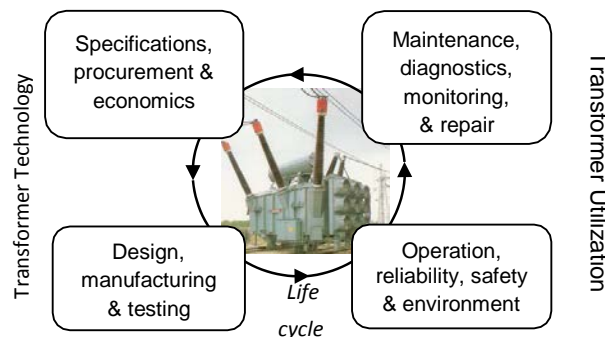 Transformer Technology
Specifications,
procurement &
economics
Maintenance,
diagnostics,
monitoring,
& repair
Design,
manufacturing
& testing
Operation,
reliability, safety
& environment
Life
cycle
Transformer Utilization